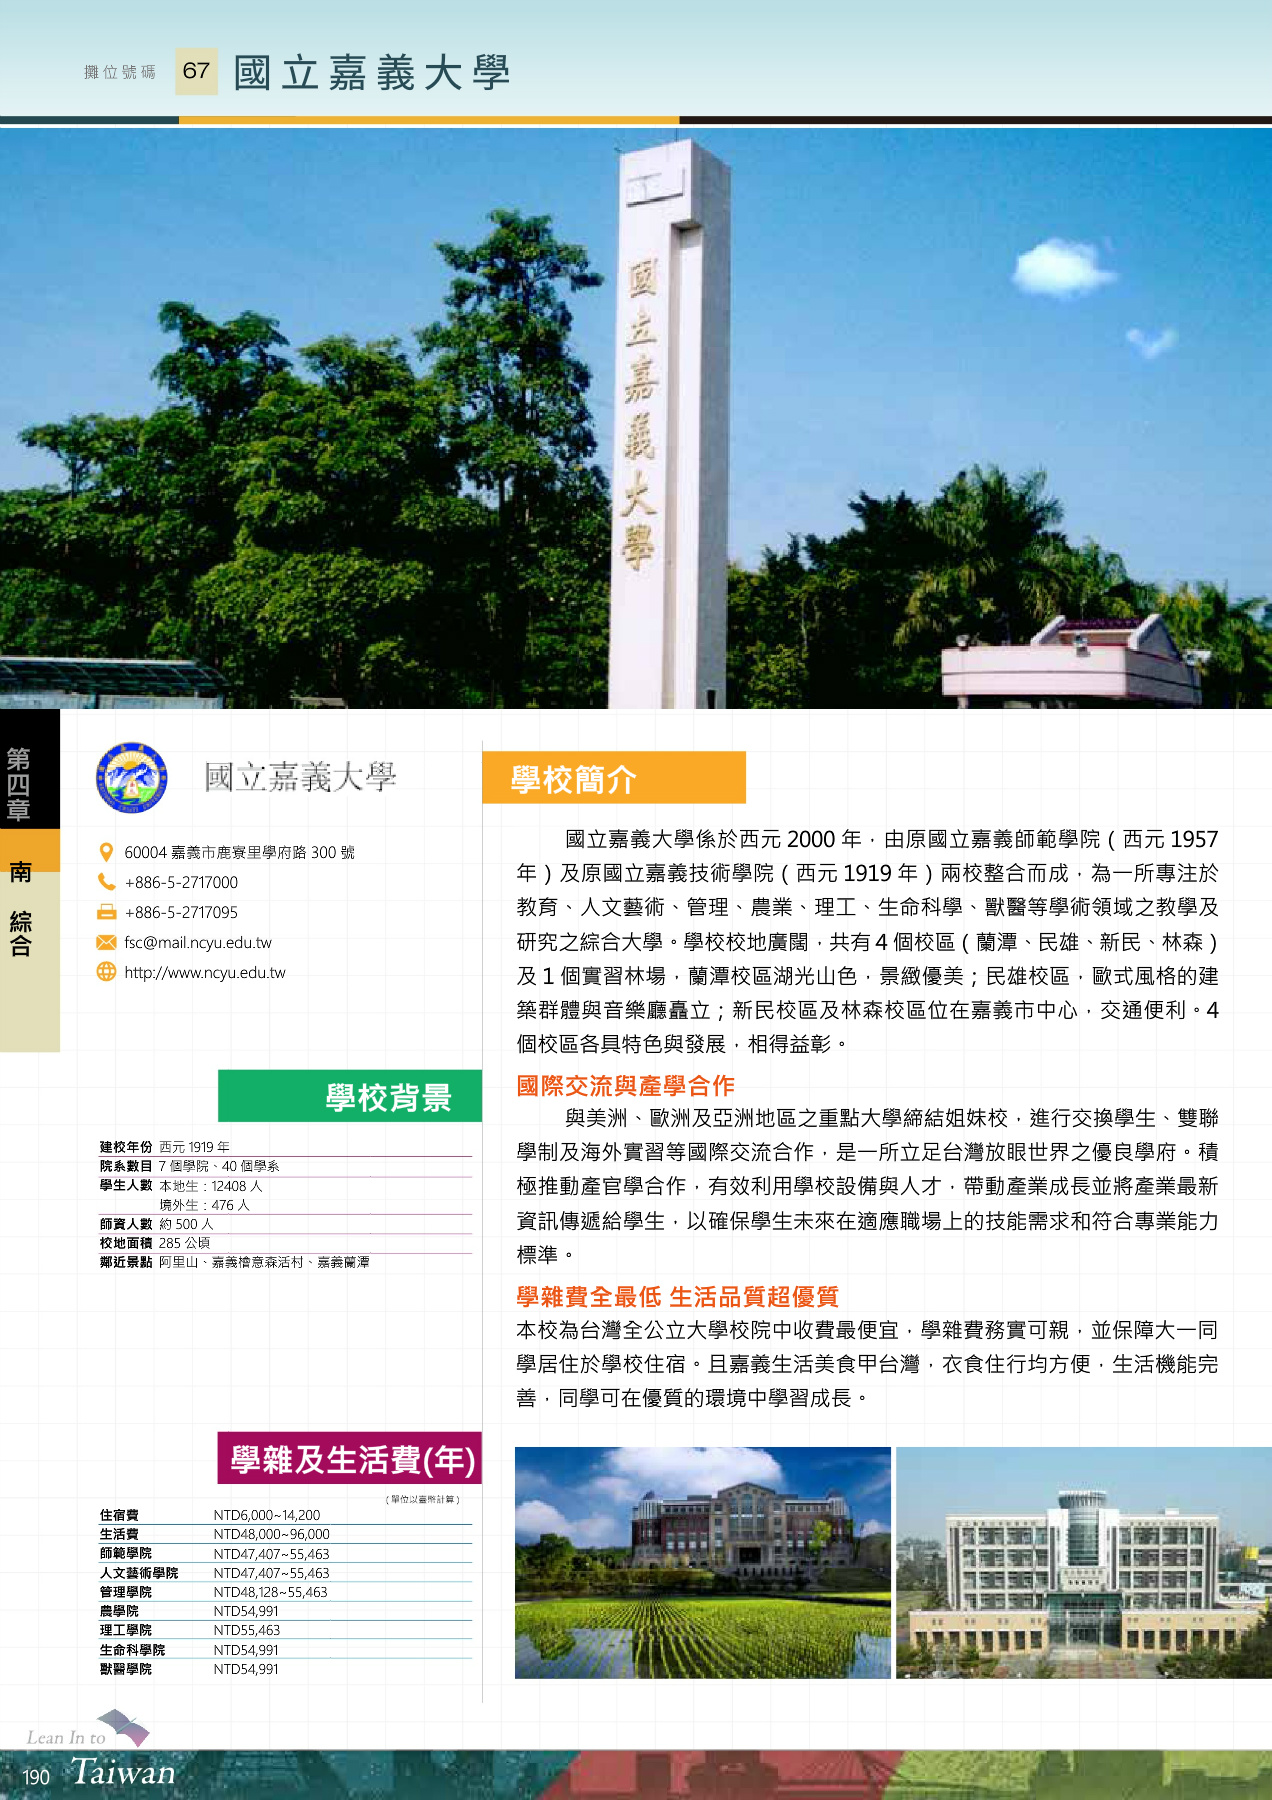 攤位號碼 67 國立嘉義大學
國立嘉義大學
第四章
南
綜合
國立嘉義大學
60004 嘉義市鹿寮里學府路 300 號
+886-5-2717000
+886-5-2717095
fsc@mail.ncyu.edu.tw
http://www.ncyu.edu.tw
學校背景
建校年份 西元 1919 年
院系數目 7 個學院、40 個學系
學生人數 本地生：12408 人
境外生：476 人
師資人數 約 500 人
校地面積 285 公頃
鄰近景點 阿里山、嘉義檜意森活村、嘉義蘭潭
學雜及生活費(年)
(單位以臺幣計算)
住宿費 NTD6,000~14,200
生活費 NTD48,000~96,000
師範學院 NTD47,407~55,463
人文藝術學院 NTD47,407~55,463
管理學院 NTD48,128~55,463
農學院 NTD54,991
理工學院 NTD55,463
生命科學院 NTD54,991
獸醫學院 NTD54,991
學校簡介
國立嘉義大學係於西元 2000 年，由原國立嘉義師範學院（西元 1957
年）及原國立嘉義技術學院（西元 1919 年）兩校整合而成，為一所專注於
教育、人文藝術、管理、農業、理工、生命科學、獸醫等學術領域之教學及
研究之綜合大學。學校校地廣闊，共有 4 個校區（蘭潭、民雄、新民、林森）
及 1 個實習林場，蘭潭校區湖光山色，景緻優美；民雄校區，歐式風格的建
築群體與音樂廳矗立；新民校區及林森校區位在嘉義市中心，交通便利。4
個校區各具特色與發展，相得益彰。
國際交流與產學合作
與美洲、歐洲及亞洲地區之重點大學締結姐妹校，進行交換學生、雙聯
學制及海外實習等國際交流合作，是一所立足台灣放眼世界之優良學府。積
極推動產官學合作，有效利用學校設備與人才，帶動產業成長並將產業最新
資訊傳遞給學生，以確保學生未來在適應職場上的技能需求和符合專業能力
標準。
學雜費全最低 生活品質超優質
本校為台灣全公立大學校院中收費最便宜，學雜費務實可親，並保障大一同
學居住於學校住宿。且嘉義生活美食甲台灣，衣食住行均方便，生活機能完
善，同學可在優質的環境中學習成長。
Lean In to
Taiwan
190